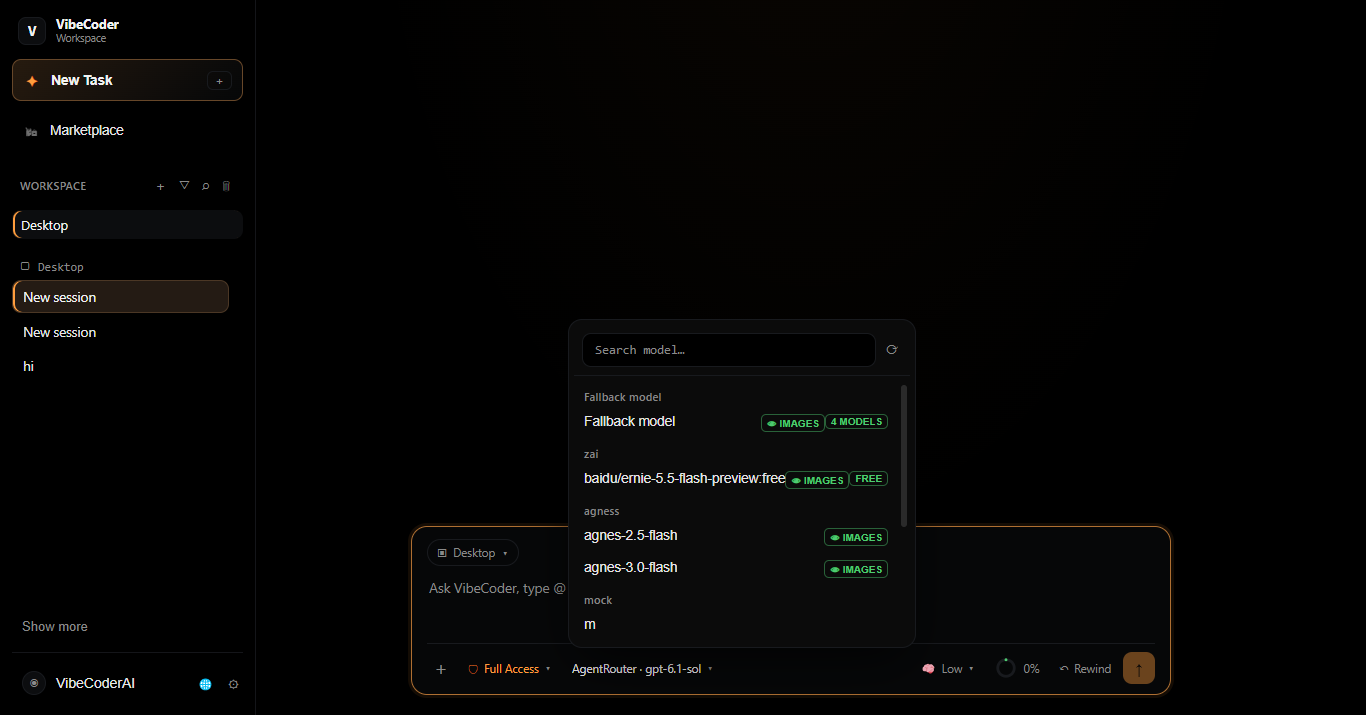 V
VibeCoder
Workspace
New Task
+
Marketplace
WORKSPACE
+
Desktop
Desktop
New session
New session
hi
Show more
VibeCoderAI
Search model…
Fallback model
Fallback model IMAGES 4 MODELS
zai
baidu/ernie-5.5-flash-preview:free IMAGES FREE
agness
agnes-2.5-flash IMAGES
agnes-3.0-flash IMAGES
mock
m
Desktop
Ask VibeCoder, type @
+ Full Access AgentRouter · gpt-6.1-sol Low 0% Rewind ↑